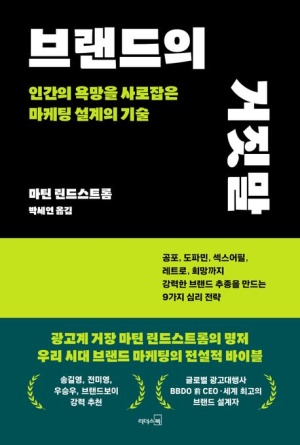 브랜드의
거짓말
인간의 욕망을 사로잡은
마케팅 설계의 기술
마틴 린드스트롬
박세연 옮김
공포, 도파민, 섹스어필,
레트로, 희망까지
강력한 브랜드 추종을 만드는
9가지 심리 전략
광고계 거장 마틴 린드스트롬의 명저
우리 시대 브랜드 마케팅의 전설적 바이블
송길영, 전미영,
우승우, 브랜드보이
강력 추천
글로벌 광고대행사
BBDO 前 CEO·세계 최고의
브랜드 설계자
리더스북